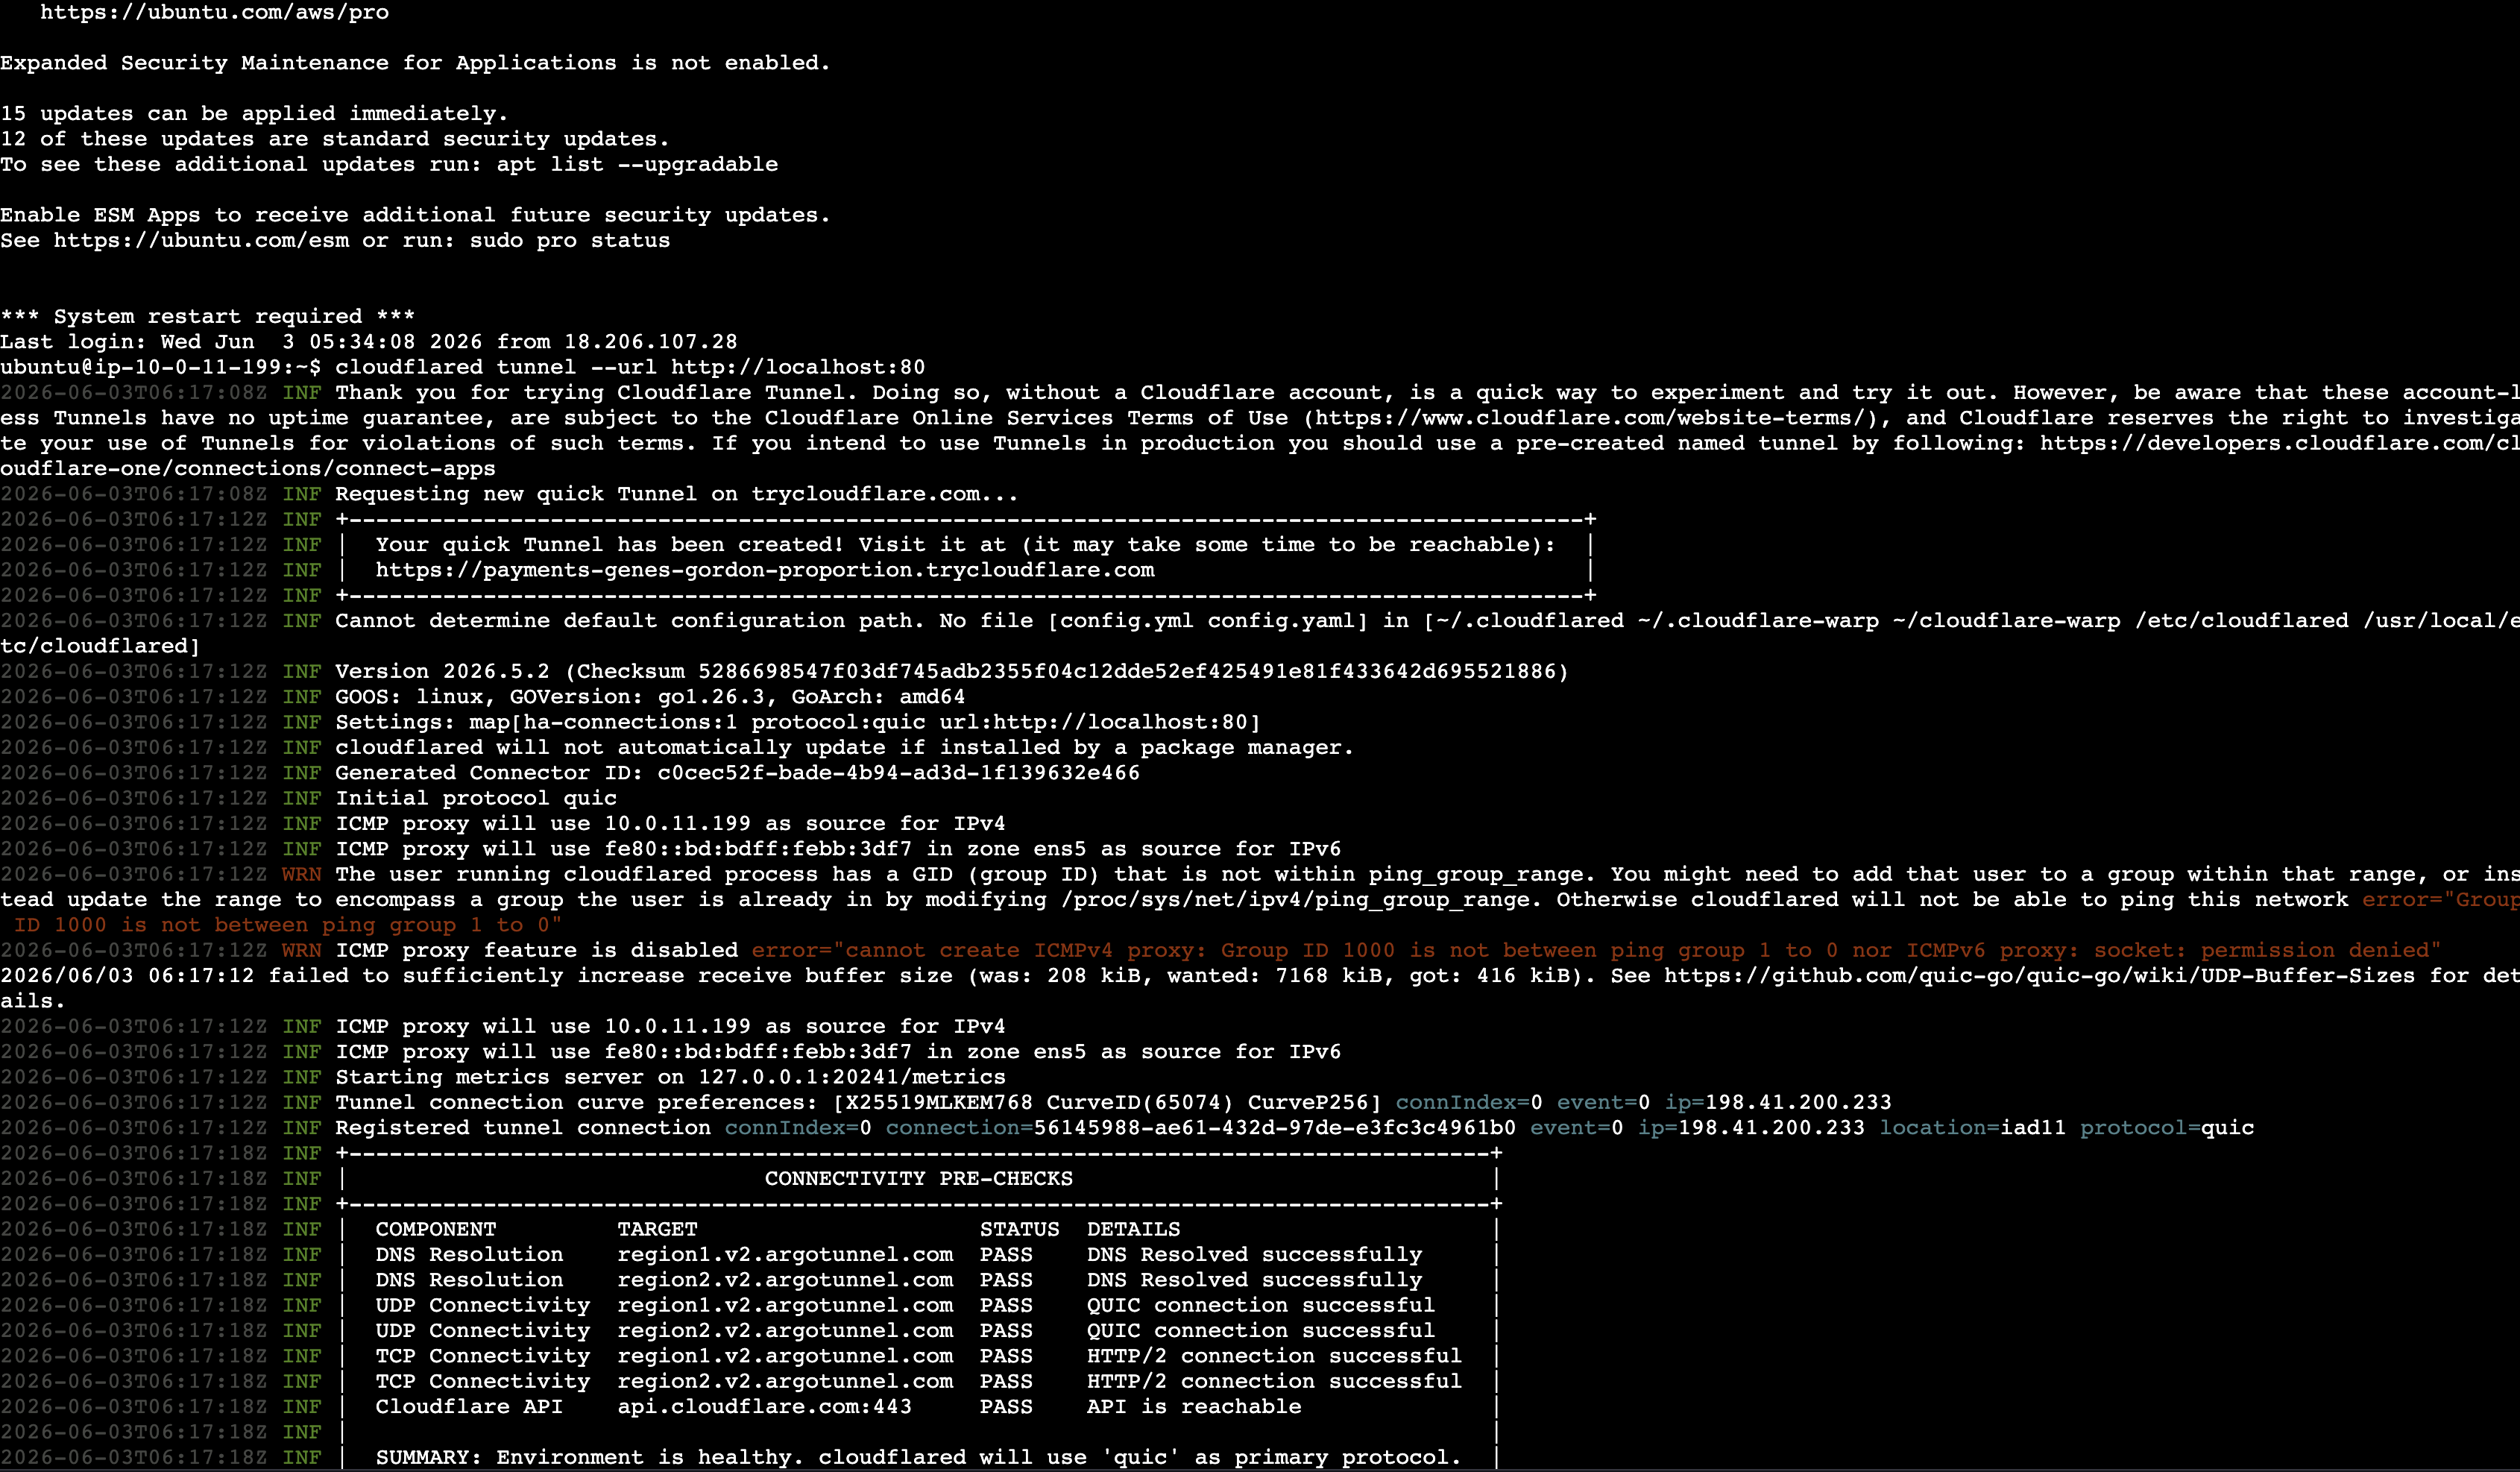 https://ubuntu.com/aws/pro
Expanded Security Maintenance for Applications is not enabled.
15 updates can be applied immediately.
12 of these updates are standard security updates.
To see these additional updates run: apt list --upgradable
Enable ESM Apps to receive additional future security updates.
See https://ubuntu.com/esm or run: sudo pro status
*** System restart required ***
Last login: Wed Jun  3 05:34:08 2026 from 18.206.107.28
ubuntu@ip-10-0-11-199:~$ cloudflared tunnel --url http://localhost:80
2026-06-03T06:17:08Z INF Thank you for trying Cloudflare Tunnel. Doing so, without a Cloudflare account, is a quick way to experiment and try it out. However, be aware that these account-l
ess Tunnels have no uptime guarantee, are subject to the Cloudflare Online Services Terms of Use (https://www.cloudflare.com/website-terms/), and Cloudflare reserves the right to investiga
te your use of Tunnels for violations of such terms. If you intend to use Tunnels in production you should use a pre-created named tunnel by following: https://developers.cloudflare.com/cl
oudflare-one/connections/connect-apps
2026-06-03T06:17:08Z INF Requesting new quick Tunnel on trycloudflare.com...
2026-06-03T06:17:12Z INF +--------------------------------------------------------------------------------------------+
2026-06-03T06:17:12Z INF |  Your quick Tunnel has been created! Visit it at (it may take some time to be reachable):  |
2026-06-03T06:17:12Z INF |  https://payments-genes-gordon-proportion.trycloudflare.com                                |
2026-06-03T06:17:12Z INF +--------------------------------------------------------------------------------------------+
2026-06-03T06:17:12Z INF Cannot determine default configuration path. No file [config.yml config.yaml] in [~/.cloudflared ~/.cloudflare-warp ~/cloudflare-warp /etc/cloudflared /usr/local/e
tc/cloudflared]
2026-06-03T06:17:12Z INF Version 2026.5.2 (Checksum 5286698547f03df745adb2355f04c12dde52ef425491e81f433642d695521886)
2026-06-03T06:17:12Z INF GOOS: linux, GOVersion: go1.26.3, GoArch: amd64
2026-06-03T06:17:12Z INF Settings: map[ha-connections:1 protocol:quic url:http://localhost:80]
2026-06-03T06:17:12Z INF cloudflared will not automatically update if installed by a package manager.
2026-06-03T06:17:12Z INF Generated Connector ID: c0cec52f-bade-4b94-ad3d-1f139632e466
2026-06-03T06:17:12Z INF Initial protocol quic
2026-06-03T06:17:12Z INF ICMP proxy will use 10.0.11.199 as source for IPv4
2026-06-03T06:17:12Z INF ICMP proxy will use fe80::bd:bdff:febb:3df7 in zone ens5 as source for IPv6
2026-06-03T06:17:12Z WRN The user running cloudflared process has a GID (group ID) that is not within ping_group_range. You might need to add that user to a group within that range, or ins
tead update the range to encompass a group the user is already in by modifying /proc/sys/net/ipv4/ping_group_range. Otherwise cloudflared will not be able to ping this network error="Group
 ID 1000 is not between ping group 1 to 0"
2026-06-03T06:17:12Z WRN ICMP proxy feature is disabled error="cannot create ICMPv4 proxy: Group ID 1000 is not between ping group 1 to 0 nor ICMPv6 proxy: socket: permission denied"
2026/06/03 06:17:12 failed to sufficiently increase receive buffer size (was: 208 kiB, wanted: 7168 kiB, got: 416 kiB). See https://github.com/quic-go/quic-go/wiki/UDP-Buffer-Sizes for det
ails.
2026-06-03T06:17:12Z INF ICMP proxy will use 10.0.11.199 as source for IPv4
2026-06-03T06:17:12Z INF ICMP proxy will use fe80::bd:bdff:febb:3df7 in zone ens5 as source for IPv6
2026-06-03T06:17:12Z INF Starting metrics server on 127.0.0.1:20241/metrics
2026-06-03T06:17:12Z INF Tunnel connection curve preferences: [X25519MLKEM768 CurveID(65074) CurveP256] connIndex=0 event=0 ip=198.41.200.233
2026-06-03T06:17:12Z INF Registered tunnel connection connIndex=0 connection=56145988-ae61-432d-97de-e3fc3c4961b0 event=0 ip=198.41.200.233 location=iad11 protocol=quic
2026-06-03T06:17:18Z INF +-------------------------------------------------------------------------------------+
2026-06-03T06:17:18Z INF |                               CONNECTIVITY PRE-CHECKS                               |
2026-06-03T06:17:18Z INF +-------------------------------------------------------------------------------------+
2026-06-03T06:17:18Z INF |  COMPONENT         TARGET                     STATUS  DETAILS                       |
2026-06-03T06:17:18Z INF |  DNS Resolution    region1.v2.argotunnel.com  PASS    DNS Resolved successfully     |
2026-06-03T06:17:18Z INF |  DNS Resolution    region2.v2.argotunnel.com  PASS    DNS Resolved successfully     |
2026-06-03T06:17:18Z INF |  UDP Connectivity  region1.v2.argotunnel.com  PASS    QUIC connection successful    |
2026-06-03T06:17:18Z INF |  UDP Connectivity  region2.v2.argotunnel.com  PASS    QUIC connection successful    |
2026-06-03T06:17:18Z INF |  TCP Connectivity  region1.v2.argotunnel.com  PASS    HTTP/2 connection successful  |
2026-06-03T06:17:18Z INF |  TCP Connectivity  region2.v2.argotunnel.com  PASS    HTTP/2 connection successful  |
2026-06-03T06:17:18Z INF |  Cloudflare API    api.cloudflare.com:443     PASS    API is reachable              |
2026-06-03T06:17:18Z INF |                                                                                     |
2026-06-03T06:17:18Z INF |  SUMMARY: Environment is healthy. cloudflared will use 'quic' as primary protocol.  |